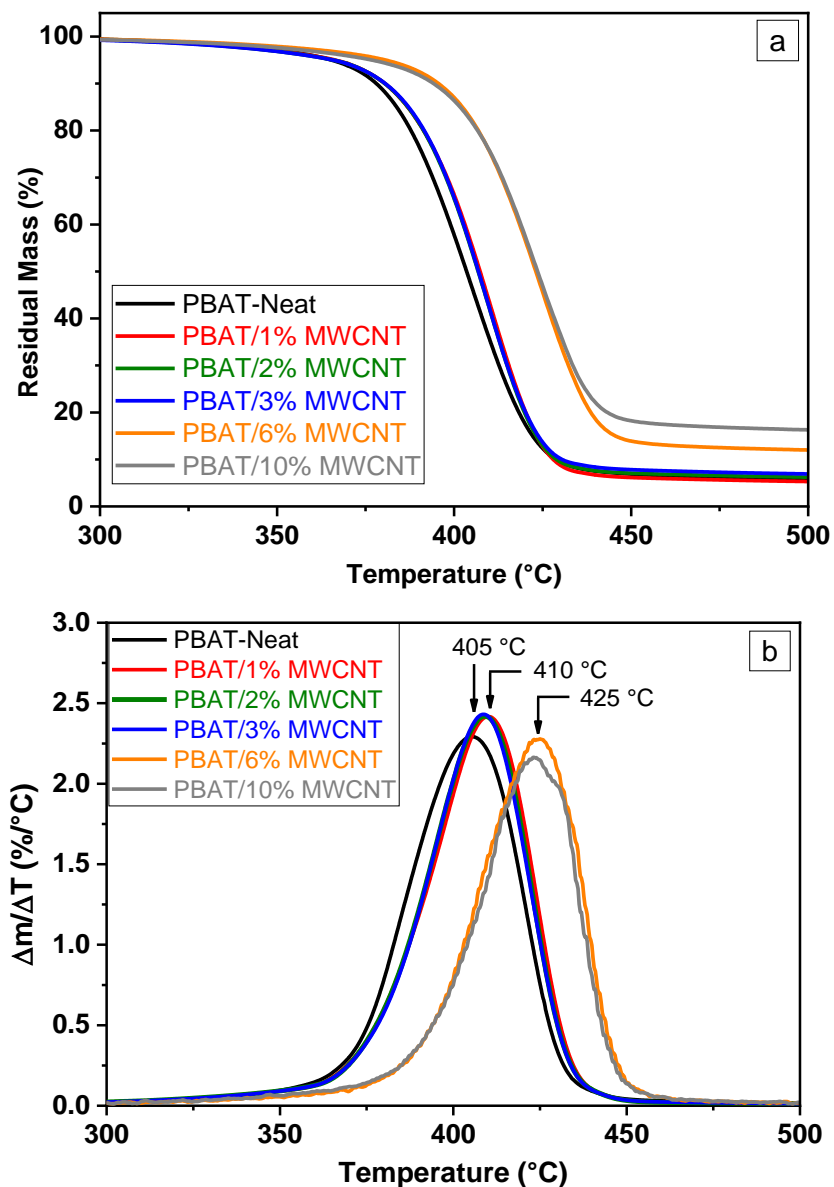 a
100
80
60
40
20
0
Residual Mass (%)
PBAT-Neat
PBAT/1% MWCNT
PBAT/2% MWCNT
PBAT/3% MWCNT
PBAT/6% MWCNT
PBAT/10% MWCNT
300 350 400 450 500
Temperature (°C)
b
3.0
2.5
2.0
1.5
1.0
0.5
0.0
Δm/ΔT (%/°C)
PBAT-Neat
PBAT/1% MWCNT
PBAT/2% MWCNT
PBAT/3% MWCNT
PBAT/6% MWCNT
PBAT/10% MWCNT
405 °C
410 °C
425 °C
300 350 400 450 500
Temperature (°C)